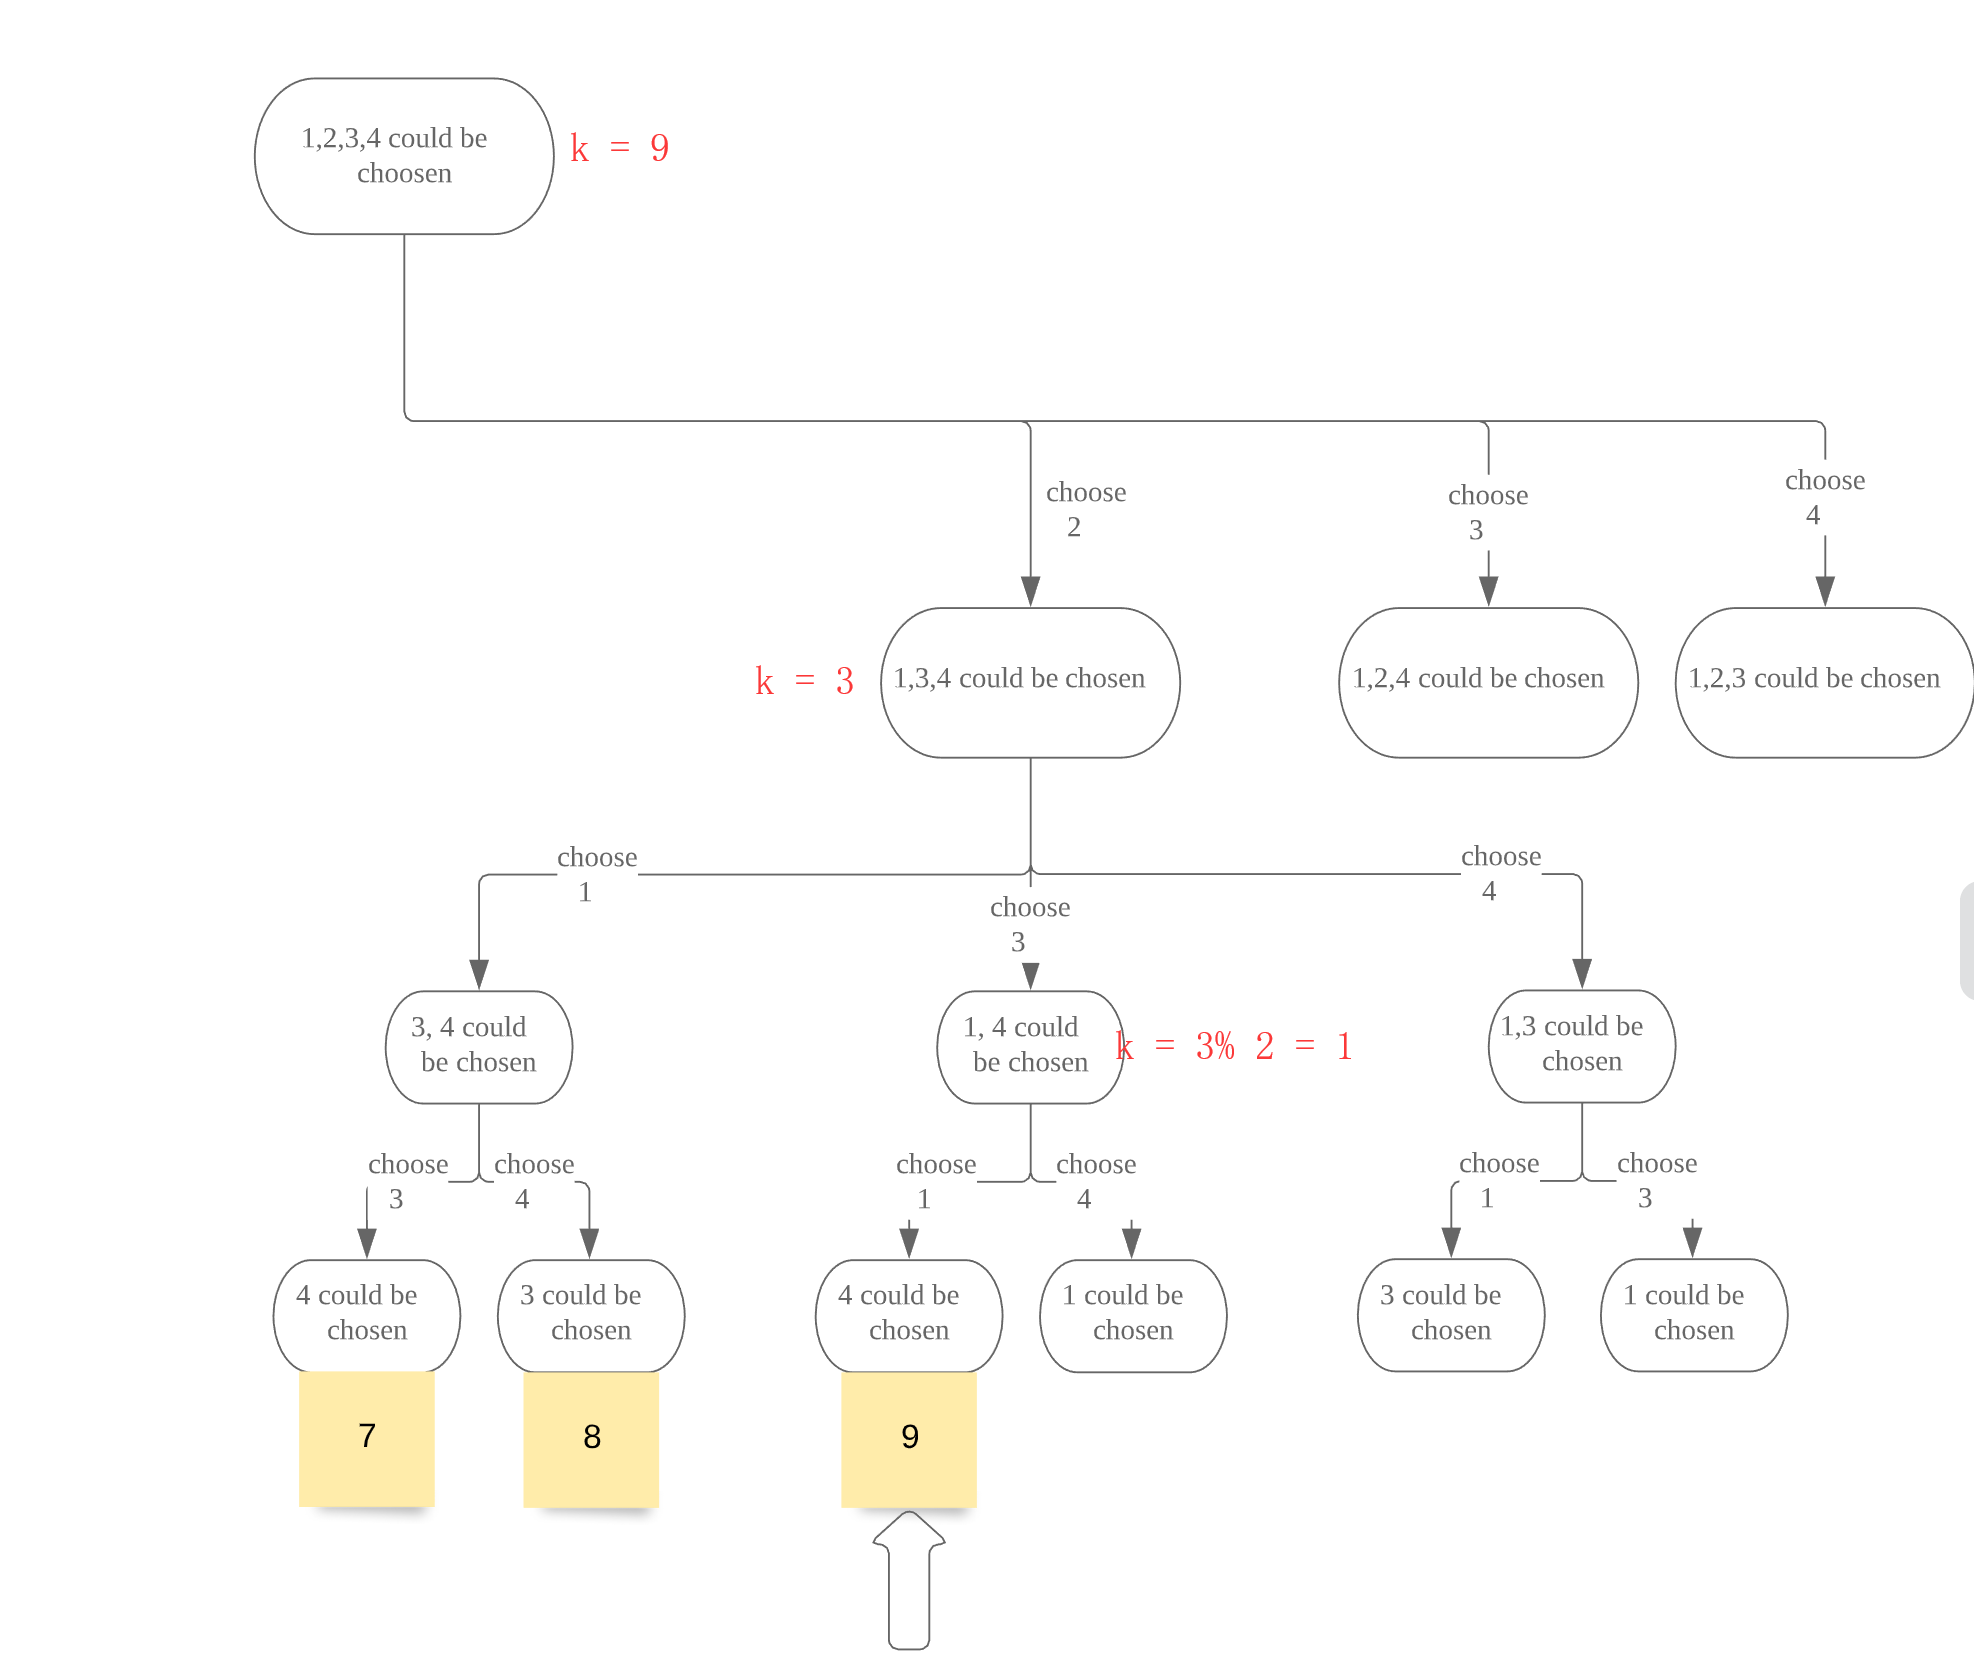 1,2,3,4 could be
choosen
k = 9
choose
2
choose
3
choose
4
k = 3
1,3,4 could be chosen
1,2,4 could be chosen
1,2,3 could be chosen
choose
1
choose
3
choose
4
3, 4 could
be chosen
1, 4 could
be chosen
k = 3% 2 = 1
1,3 could be
chosen
choose
3
choose
4
choose
1
choose
4
choose
1
choose
3
4 could be
chosen
3 could be
chosen
4 could be
chosen
1 could be
chosen
3 could be
chosen
1 could be
chosen
7
8
9